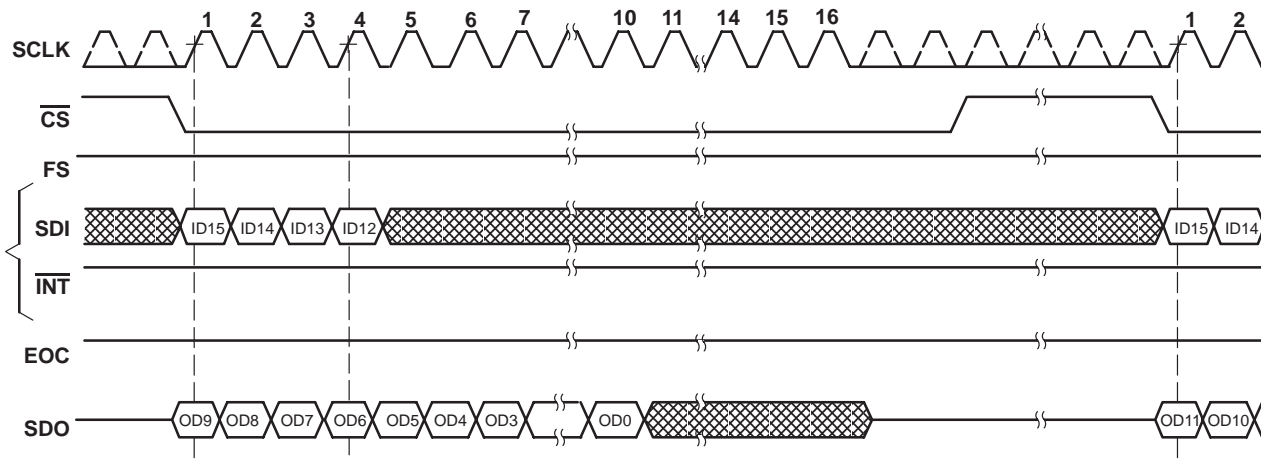 1 2 3 4 5 6 7 10 11 14 15 16 1 2
SCLK
CS
FS
SDI ID15 ID14 ID13 ID12 ID15 ID14
INT
EOC
SDO OD9 OD8 OD7 OD6 OD5 OD4 OD3 OD0 OD11 OD10